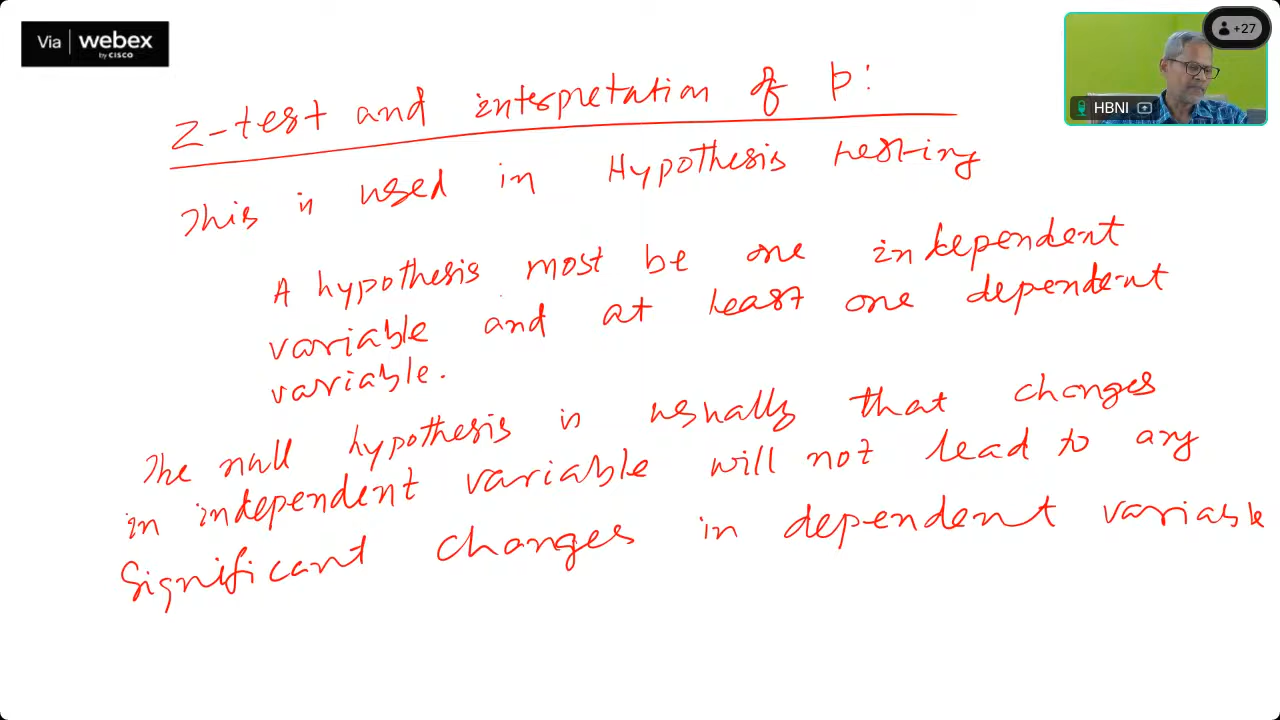 Via webex
by CISCO
+27
HBNI
Z-test and interpretation of p:
This is used in Hypothesis testing
A hypothesis most be one independent
variable and at least one dependent
variable.
The null hypothesis is usually that changes
in independent variable will not lead to any
Significant changes in dependent variable